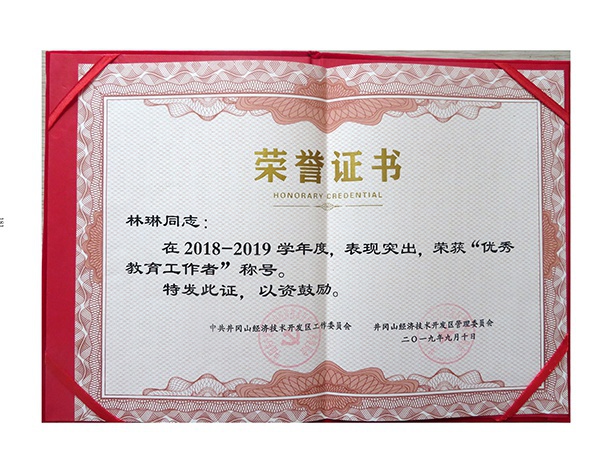 荣誉证书
HONORARY CREDENTIAL
林琳同志：
在2018-2019学年度，表现突出，荣获“优秀
教育工作者”称号。
特发此证，以资鼓励。
中共井冈山经济技术开发区工作委员会 井冈山经济技术开发区管理委员会
二〇一九年九月十日